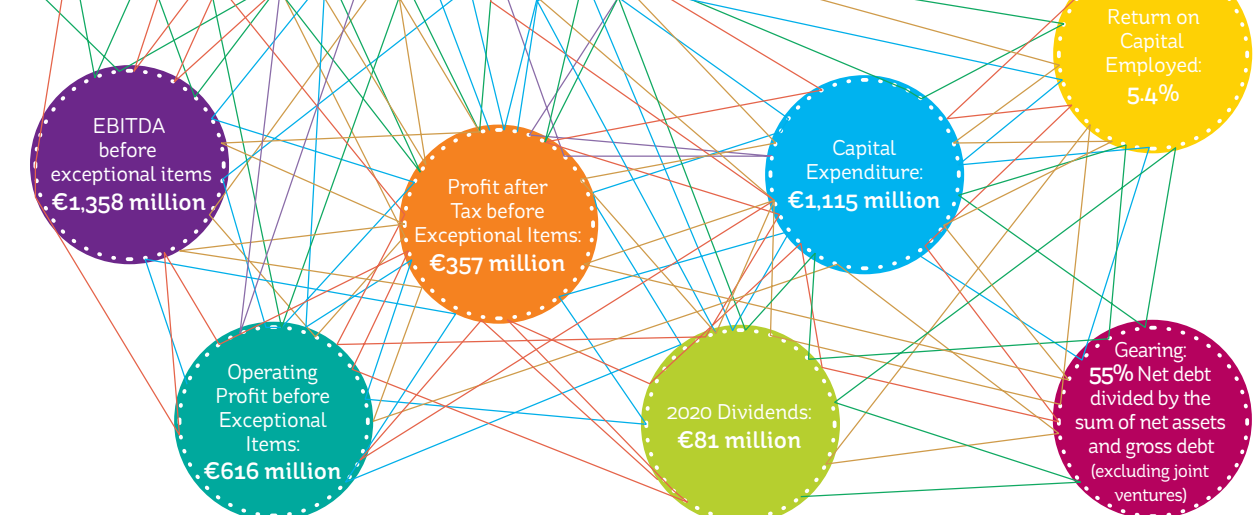 Return on
Capital
Employed:
5.4%
EBITDA
before
exceptional items
€1,358 million
Profit after
Tax before
Exceptional Items:
€357 million
Capital
Expenditure:
€1,115 million
Operating
Profit before
Exceptional
Items:
€616 million
2020 Dividends:
€81 million
Gearing:
55% Net debt
divided by the
sum of net assets
and gross debt
(excluding joint
ventures)